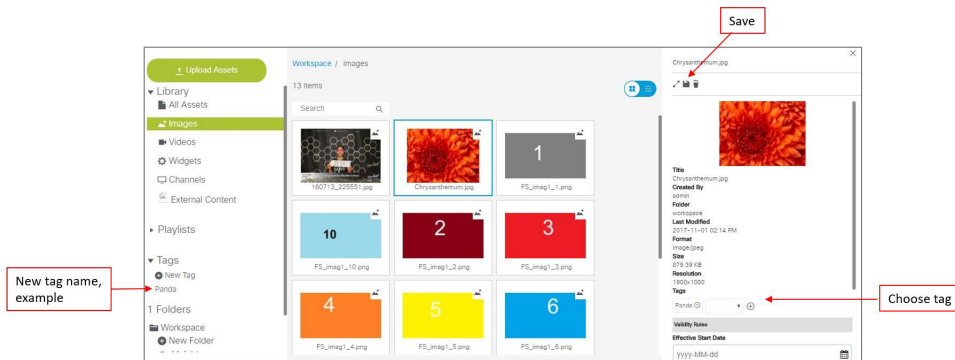 Save
Upload Assets
Library
All Assets
Images
Videos
Widgets
Channels
External Content
Playlists
Tags
New Tag
Panda
1 Folders
Workspace
New Folder
New tag name,
example
Workspace / Images
13 Items
Search
160713_225551.jpg
Chrysanthemum.jpg
1
FS_imag1_1.png
10
FS_imag1_10.png
2
FS_imag1_2.png
3
FS_imag1_3.png
4
FS_imag1_4.png
5
FS_imag1_5.png
6
FS_imag1_6.png
Chrysanthemum.jpg
Title
Chrysanthemum.jpg
Created By
admin
Folder
workspace
Last Modified
2017-11-01 02:14 PM
Format
image/jpeg
Size
879.39 KB
Resolution
1900x1080
Tags
Panda
Choose tag
Validity Rules
Effective Start Date
yyyy-MM-dd